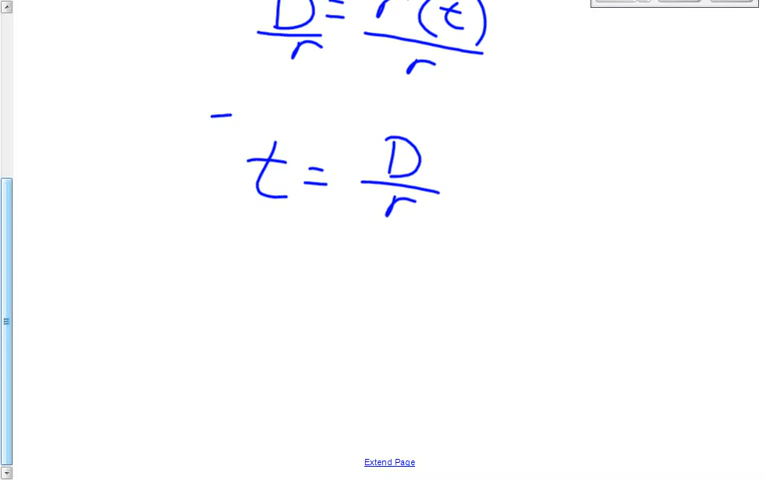 D/r = r(t)/r
-
t = D/r
Extend Page